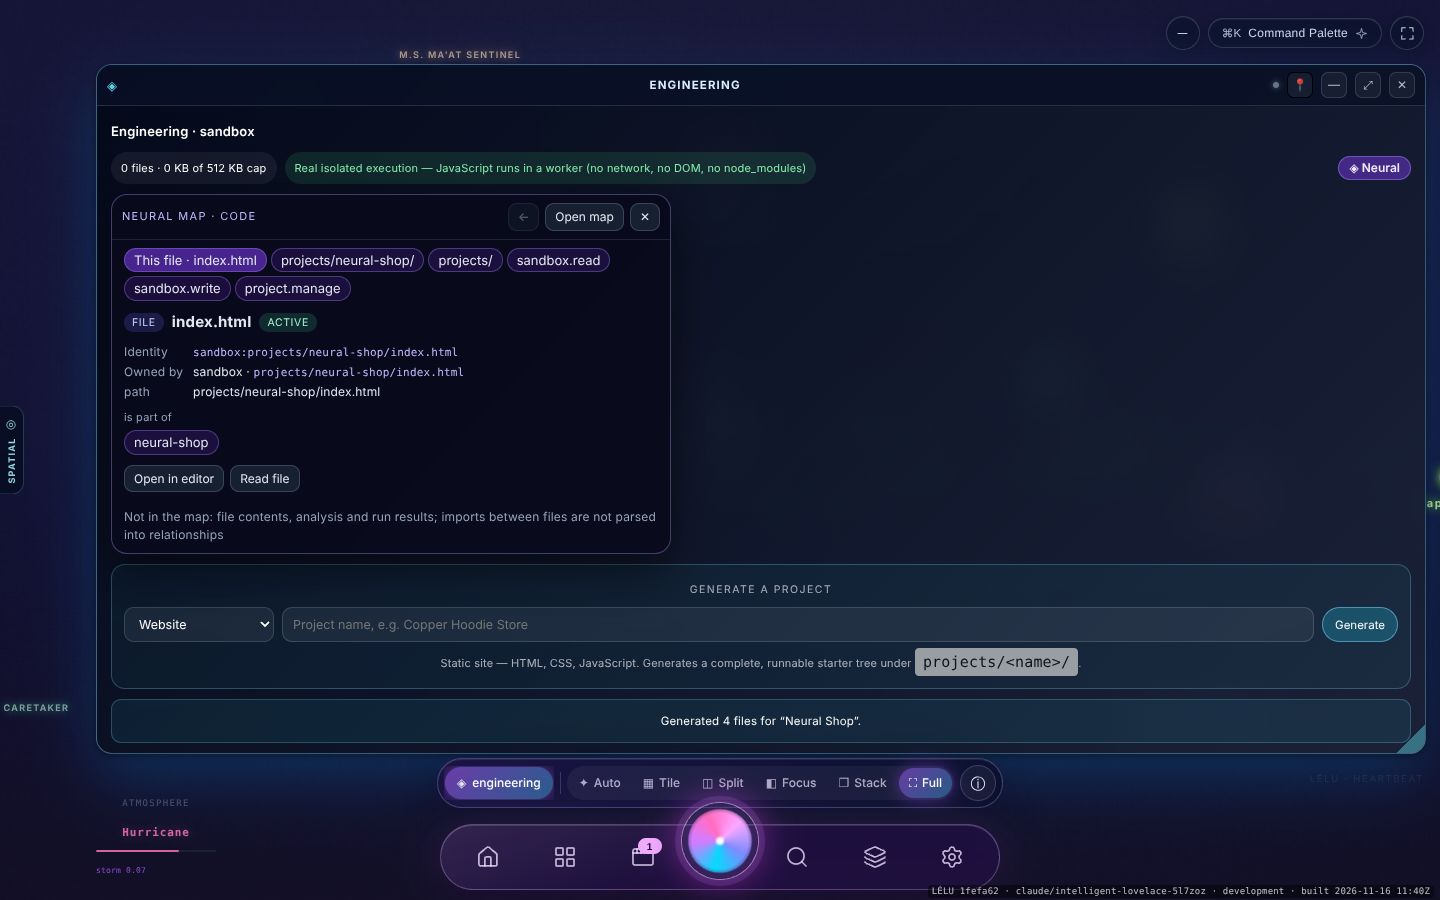 ⌘K Command Palette
M.S. MA'AT SENTINEL
ENGINEERING
Engineering · sandbox
0 files · 0 KB of 512 KB cap
Real isolated execution — JavaScript runs in a worker (no network, no DOM, no node_modules)
◈ Neural
NEURAL MAP · CODE
← Open map ✕
This file · index.html projects/neural-shop/ projects/ sandbox.read
sandbox.write project.manage
FILE index.html ACTIVE
Identity sandbox:projects/neural-shop/index.html
Owned by sandbox · projects/neural-shop/index.html
path projects/neural-shop/index.html
is part of
neural-shop
Open in editor Read file
Not in the map: file contents, analysis and run results; imports between files are not parsed
into relationships
SPATIAL
ap
GENERATE A PROJECT
Website
Project name, e.g. Copper Hoodie Store
Generate
Static site — HTML, CSS, JavaScript. Generates a complete, runnable starter tree under projects/<name>/ .
CARETAKER
Generated 4 files for “Neural Shop”.
◈ engineering
Auto Tile Split Focus Stack Full
LÉLU · HEARTBEAT
ATMOSPHERE
Hurricane
storm 0.07
1
LÉLU 1fefa62 · claude/intelligent-lovelace-5l7zoz · development · built 2026-11-16 11:40Z